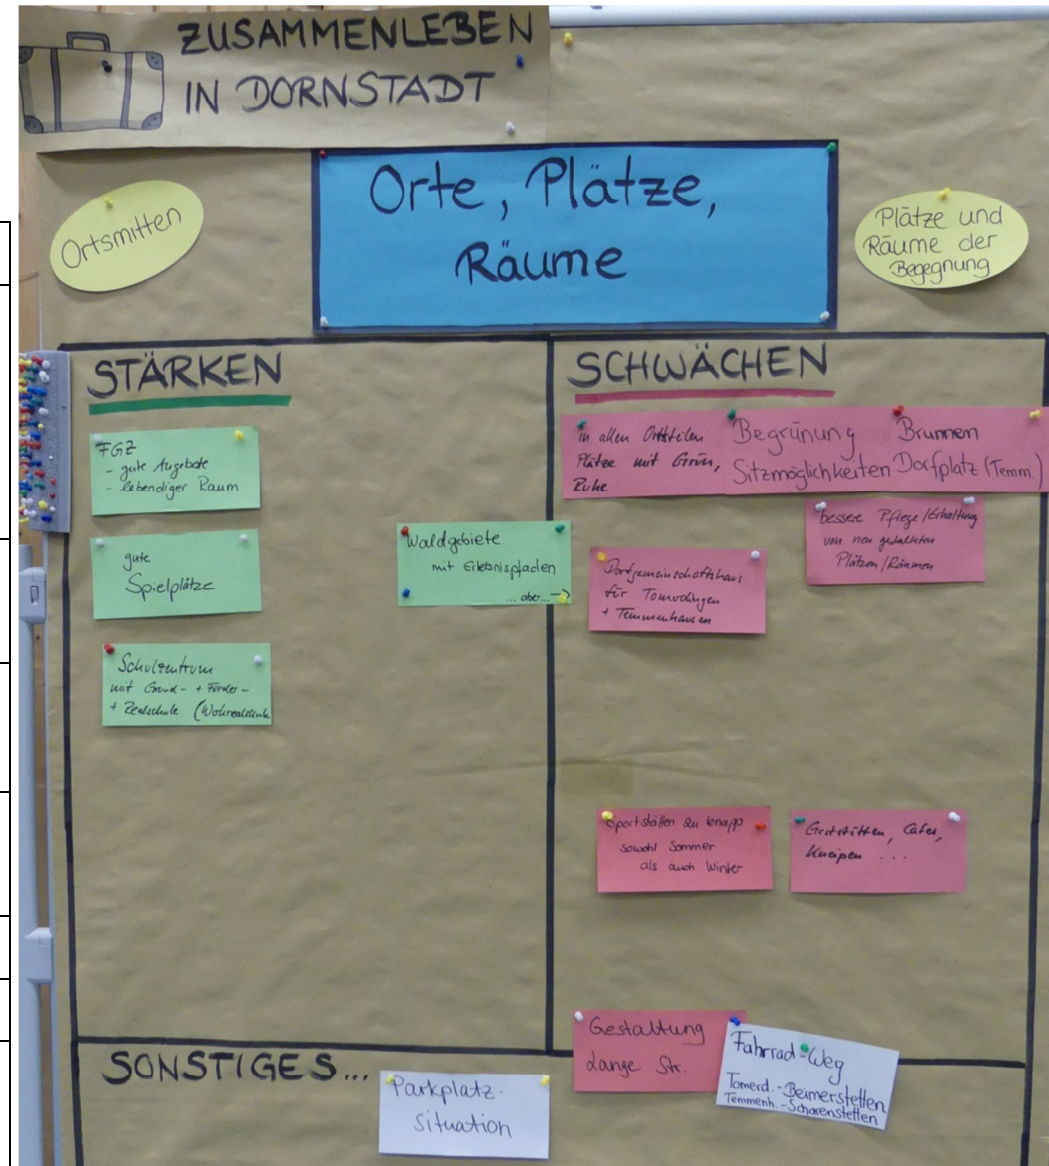 ZUSAMMENLEBEN
IN DORNSTADT
Orte, Plätze,
Räume
Ortsmitten
Plätze und
Räume der
Begegnung
STÄRKEN
FGZ
- gute Angebote
- lebendiger Raum
gute
Spielplätze
Schulzentrum
mit Grund- + Förder-
+ Realschule
Waldgebiete
mit Erlebnispfaden
... aber... →
SCHWÄCHEN
in allen Ortsteilen
Plätze mit Grün,
Ruhe
Begrünung
Sitzmöglichkeiten
Brunnen
Dorfplatz (Temm.)
bessere Pflege/Erhaltung
von neu gestalteten
Plätzen/Räumen
Dorfgemeinschaftshaus
für Tomerdingen
+ Temmenhausen
Sportstätten zu knapp
sowohl Sommer
als auch Winter
Gaststätten, Cafes,
Kneipen ...
Gestaltung
Lange Str.
Fahrrad-Weg
Tomerd.-Beimerstetten
Temmenh.-Scharenstetten
SONSTIGES...
Parkplatz-
situation